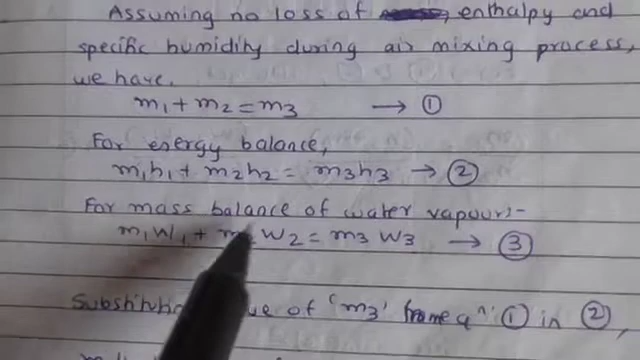 Assuming no loss of enthalpy and
specific humidity during air mixing process,
we have.
m1 + m2 = m3 → ①
For energy balance,
m1h1 + m2h2 = m3h3 → ②
For mass balance of water vapour:-
m1W1 + m2 W2 = m3 W3 → ③
of 'm3' from eqn. ① in ②,